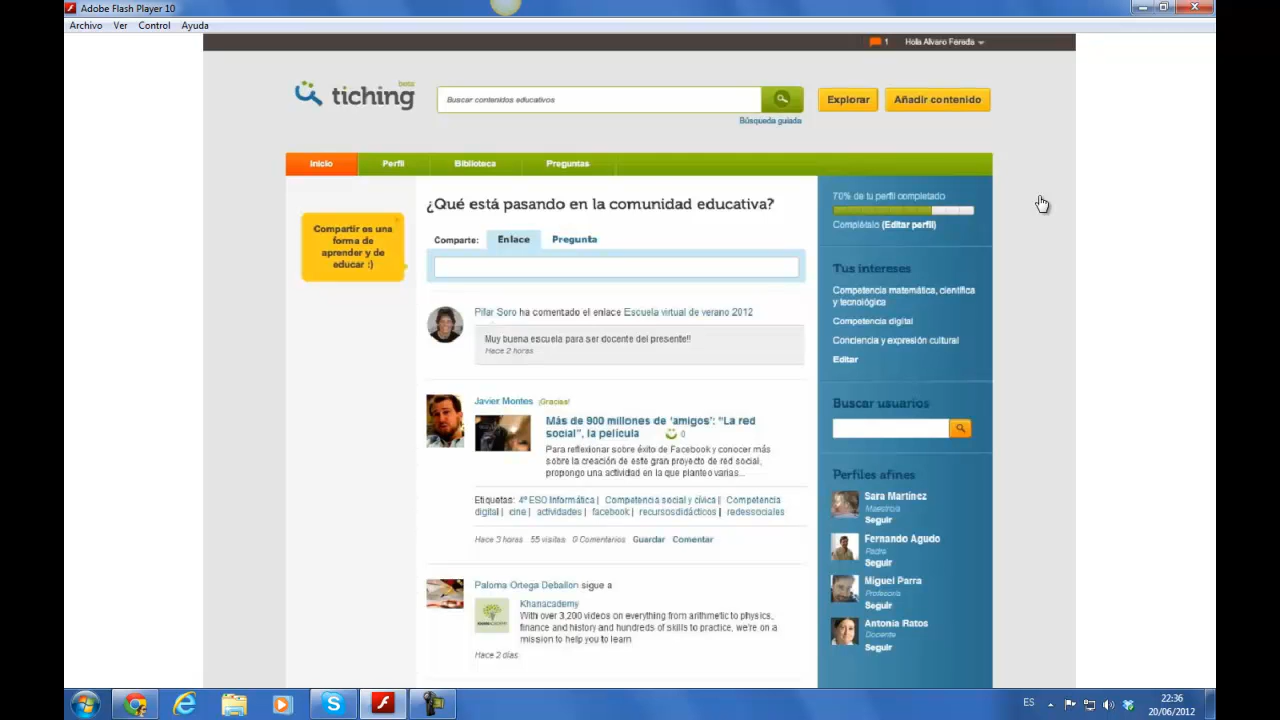 Adobe Flash Player 10
Archivo Ver Control Ayuda
1 Hola Alvaro Fereda
tiching beta
Buscar contenidos educativos
Explorar
Añadir contenido
Búsqueda guiada
Inicio
Perfil
Biblioteca
Preguntas
Compartir es una
forma de
aprender y de
educar :)
¿Qué está pasando en la comunidad educativa?
Comparte: Enlace Pregunta
Pilar Soro ha comentado el enlace Escuela virtual de verano 2012
Muy buena escuela para ser docente del presente!!
Hace 2 horas
Javier Montes ¡Gracias!
Más de 900 millones de ‘amigos’: “La red
social”, la película 0
Para reflexionar sobre éxito de Facebook y conocer más
sobre la creación de este gran proyecto de red social,
propongo una actividad en la que planteo varias...
Etiquetas: 4º ESO Informática | Competencia social y cívica | Competencia
digital | cine | actividades | facebook | recursosdidácticos | redessociales
Hace 3 horas 55 visitas 0 Comentarios Guardar Comentar
Paloma Ortega Deballon sigue a
Khanacademy
With over 3,200 videos on everything from arithmetic to physics,
finance and history and hundreds of skills to practice, we're on a
mission to help you to learn
Hace 2 días
70% de tu perfil completado
Complétalo (Editar perfil)
Tus intereses
Competencia matemática, científica
y tecnológica
Competencia digital
Conciencia y expresión cultural
Editar
Buscar usuarios
Perfiles afines
Sara Martínez
Maestro/a
Seguir
Fernando Agudo
Padre
Seguir
Miguel Parra
Profesor/a
Seguir
Antonia Ratos
Docente
Seguir
ES
22:36
20/06/2012